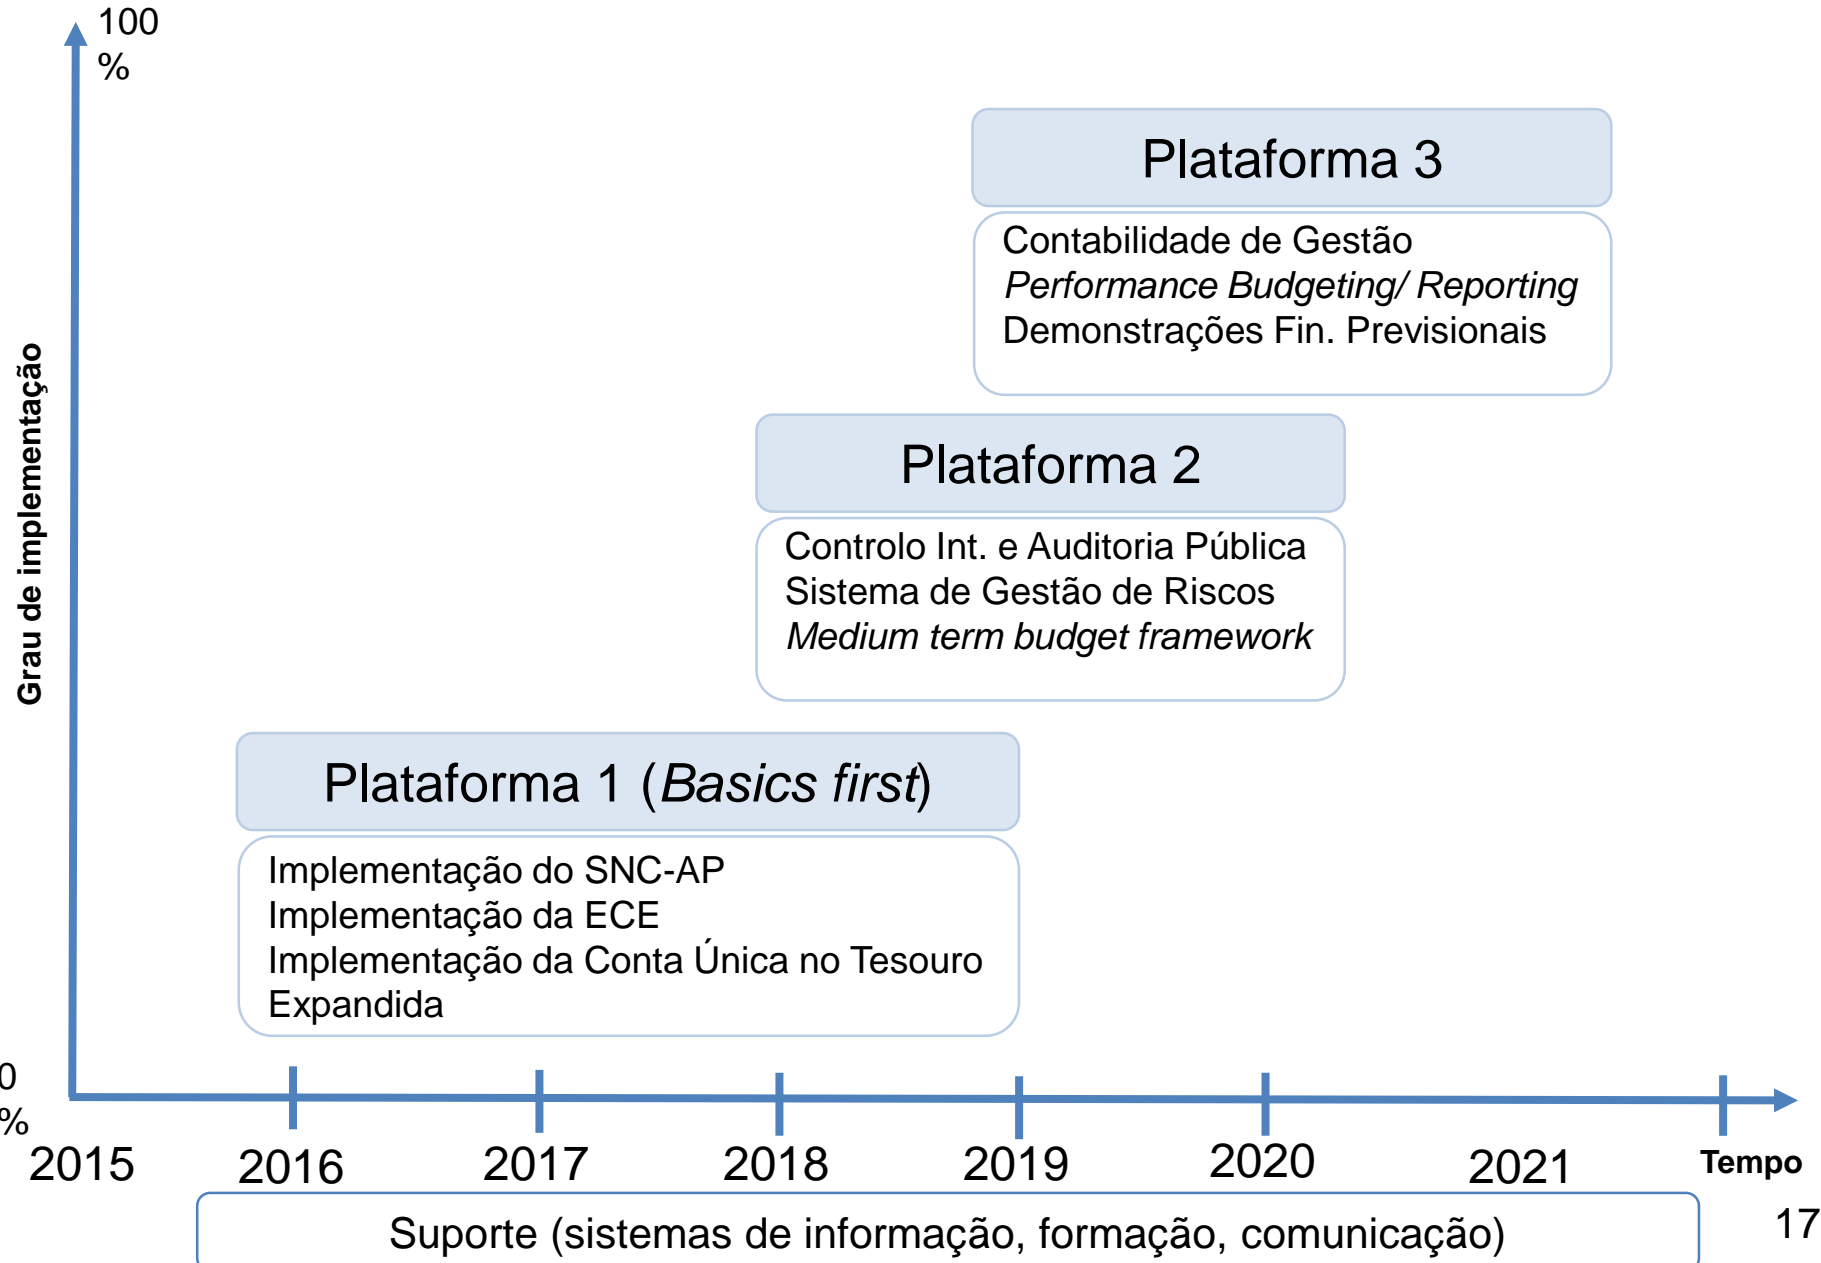 100
%
Plataforma 3
Contabilidade de Gestão
Performance Budgeting/ Reporting
Demonstrações Fin. Previsionais
Grau de implementação
Plataforma 2
Controlo Int. e Auditoria Pública
Sistema de Gestão de Riscos
Medium term budget framework
Plataforma 1 (Basics first)
Implementação do SNC-AP
Implementação da ECE
Implementação da Conta Única no Tesouro
Expandida
0
%
2015 2016 2017 2018 2019 2020 2021 Tempo
Suporte (sistemas de informação, formação, comunicação)
17